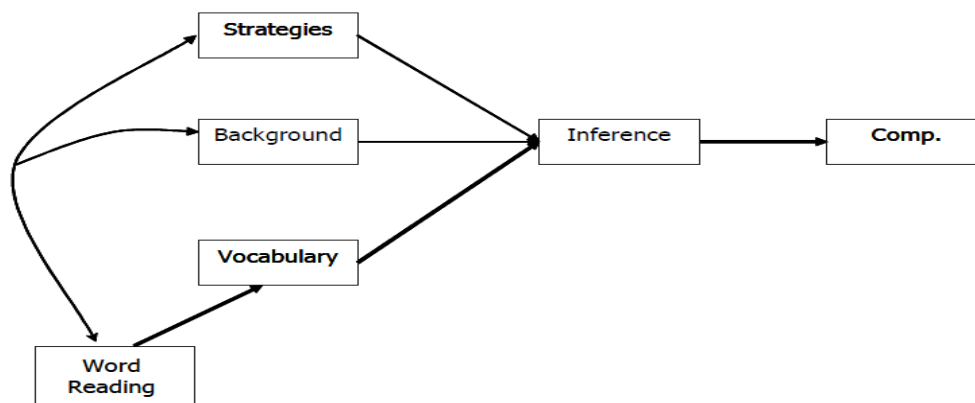 Strategies
Background
Inference
Comp.
Vocabulary
Word
Reading